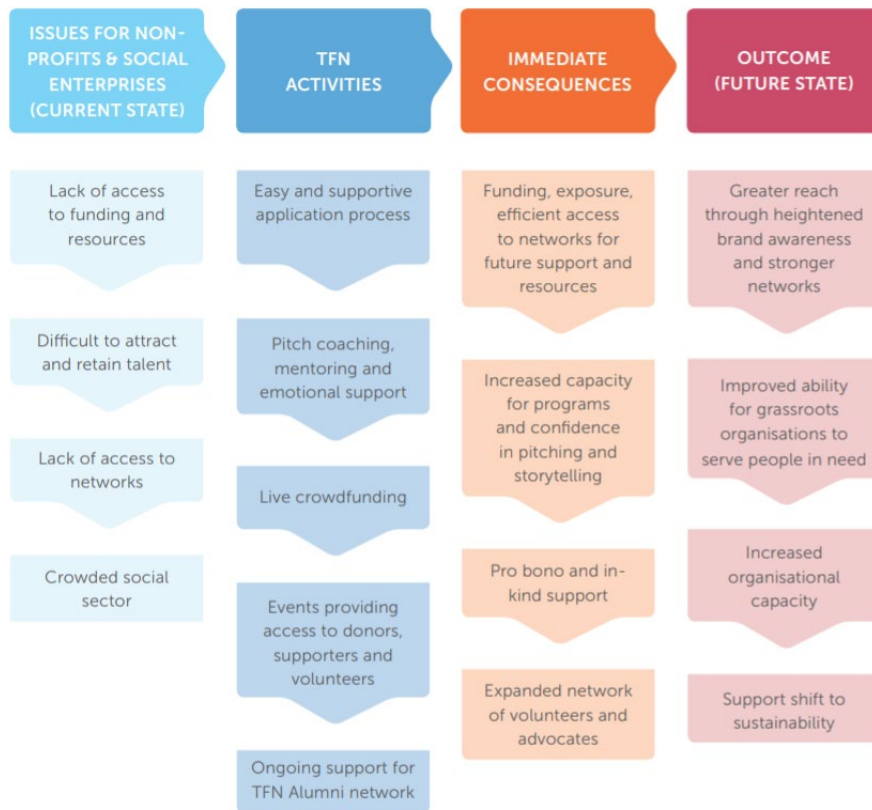 ISSUES FOR NON-
PROFITS & SOCIAL
ENTERPRISES
(CURRENT STATE)
TFN
ACTIVITIES
IMMEDIATE
CONSEQUENCES
OUTCOME
(FUTURE STATE)
Lack of access
to funding and
resources
Difficult to attract
and retain talent
Lack of access to
networks
Crowded social
sector
Easy and supportive
application process
Pitch coaching,
mentoring and
emotional support
Live crowdfunding
Events providing
access to donors,
supporters and
volunteers
Ongoing support for
TFN Alumni network
Funding, exposure,
efficient access
to networks for
future support and
resources
Increased capacity
for programs
and confidence
in pitching and
storytelling
Pro bono and in-
kind support
Expanded network
of volunteers and
advocates
Greater reach
through heightened
brand awareness
and stronger
networks
Improved ability
for grassroots
organisations to
serve people in need
Increased
organisational
capacity
Support shift to
sustainability